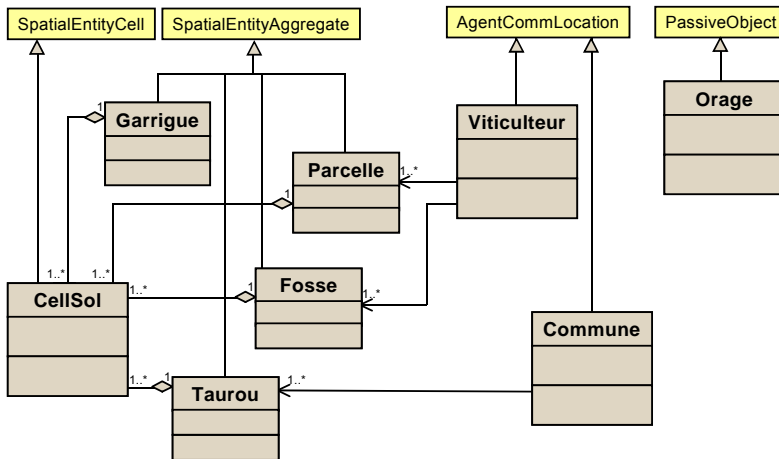 SpatialEntityCell
SpatialEntityAggregate
AgentCommLocation
PassiveObject
Orage
1
Garrigue
Viticulteur
Parcelle
1..*
1
1..*
1..*
CellSol
1..*
1
Fosse
1..*
Commune
1..*
1
Taurou
1..*